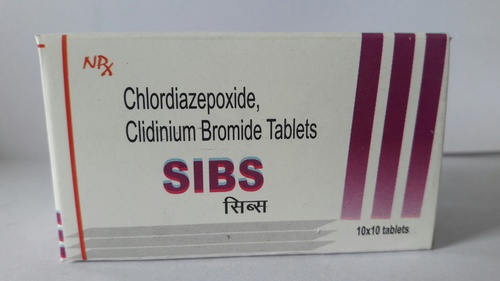 NRx
Chlordiazepoxide,
Clidinium Bromide Tablets
SIBS
सिब्स
10x10 tablets